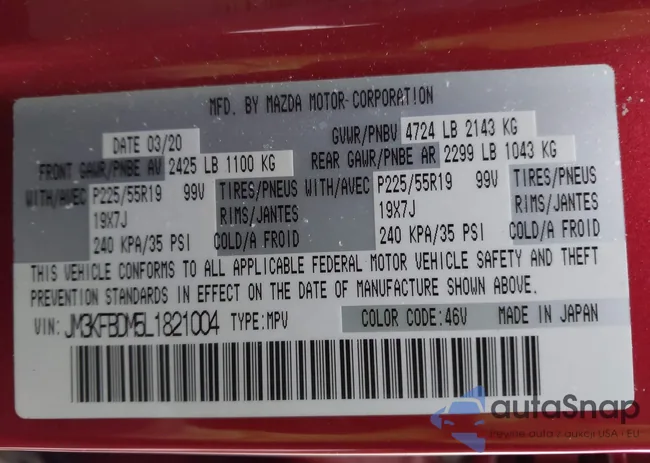 MFD. BY MAZDA MOTOR CORPORATION
DATE 03/20 GVWR/PNBV 4724 LB 2143 KG
FRONT GAWR/PNBE AV 2425 LB 1100 KG REAR GAWR/PNBE AR 2299 LB 1043 KG
WITH/AVEC P225/55R19 99V TIRES/PNEUS WITH/AVEC P225/55R19 99V TIRES/PNEUS
19X7J RIMS/JANTES 19X7J RIMS/JANTES
240 KPA/35 PSI COLD/A FROID 240 KPA/35 PSI COLD/A FROID
THIS VEHICLE CONFORMS TO ALL APPLICABLE FEDERAL MOTOR VEHICLE SAFETY AND THEFT
PREVENTION STANDARDS IN EFFECT ON THE DATE OF MANUFACTURE SHOWN ABOVE.
VIN: JM3KFBDM5L1821004 TYPE:MPV COLOR CODE:46V MADE IN JAPAN
autaSnap
аукції USA · EU